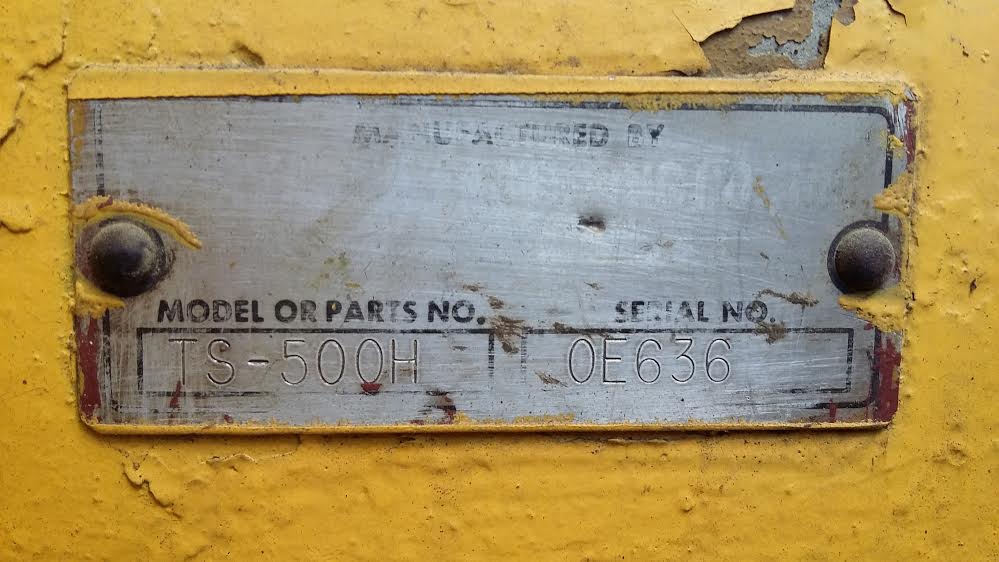 MANUFACTURED BY
MODEL OR PARTS NO. SERIAL NO.
TS-500H 0E636